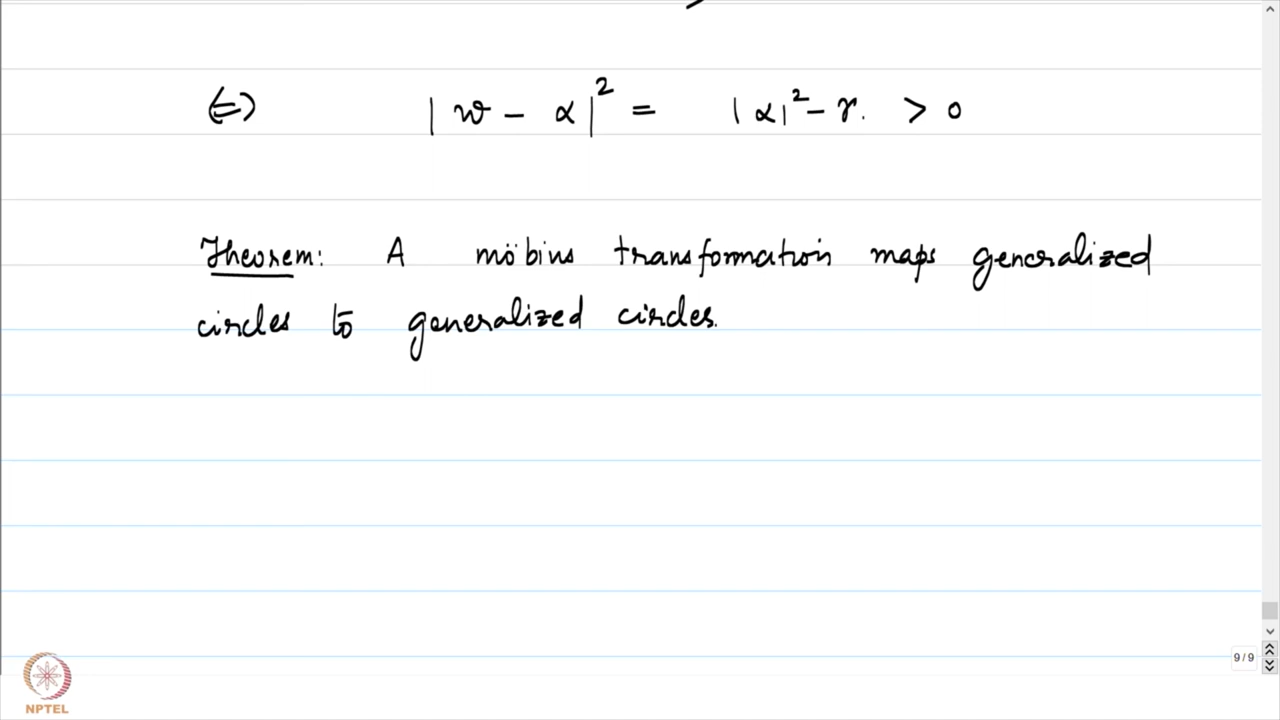 ⟺ | w - α |² = | α |² - r. > 0
Theorem: A möbius transformation maps generalized
circles to generalized circles.
9 / 9
NPTEL